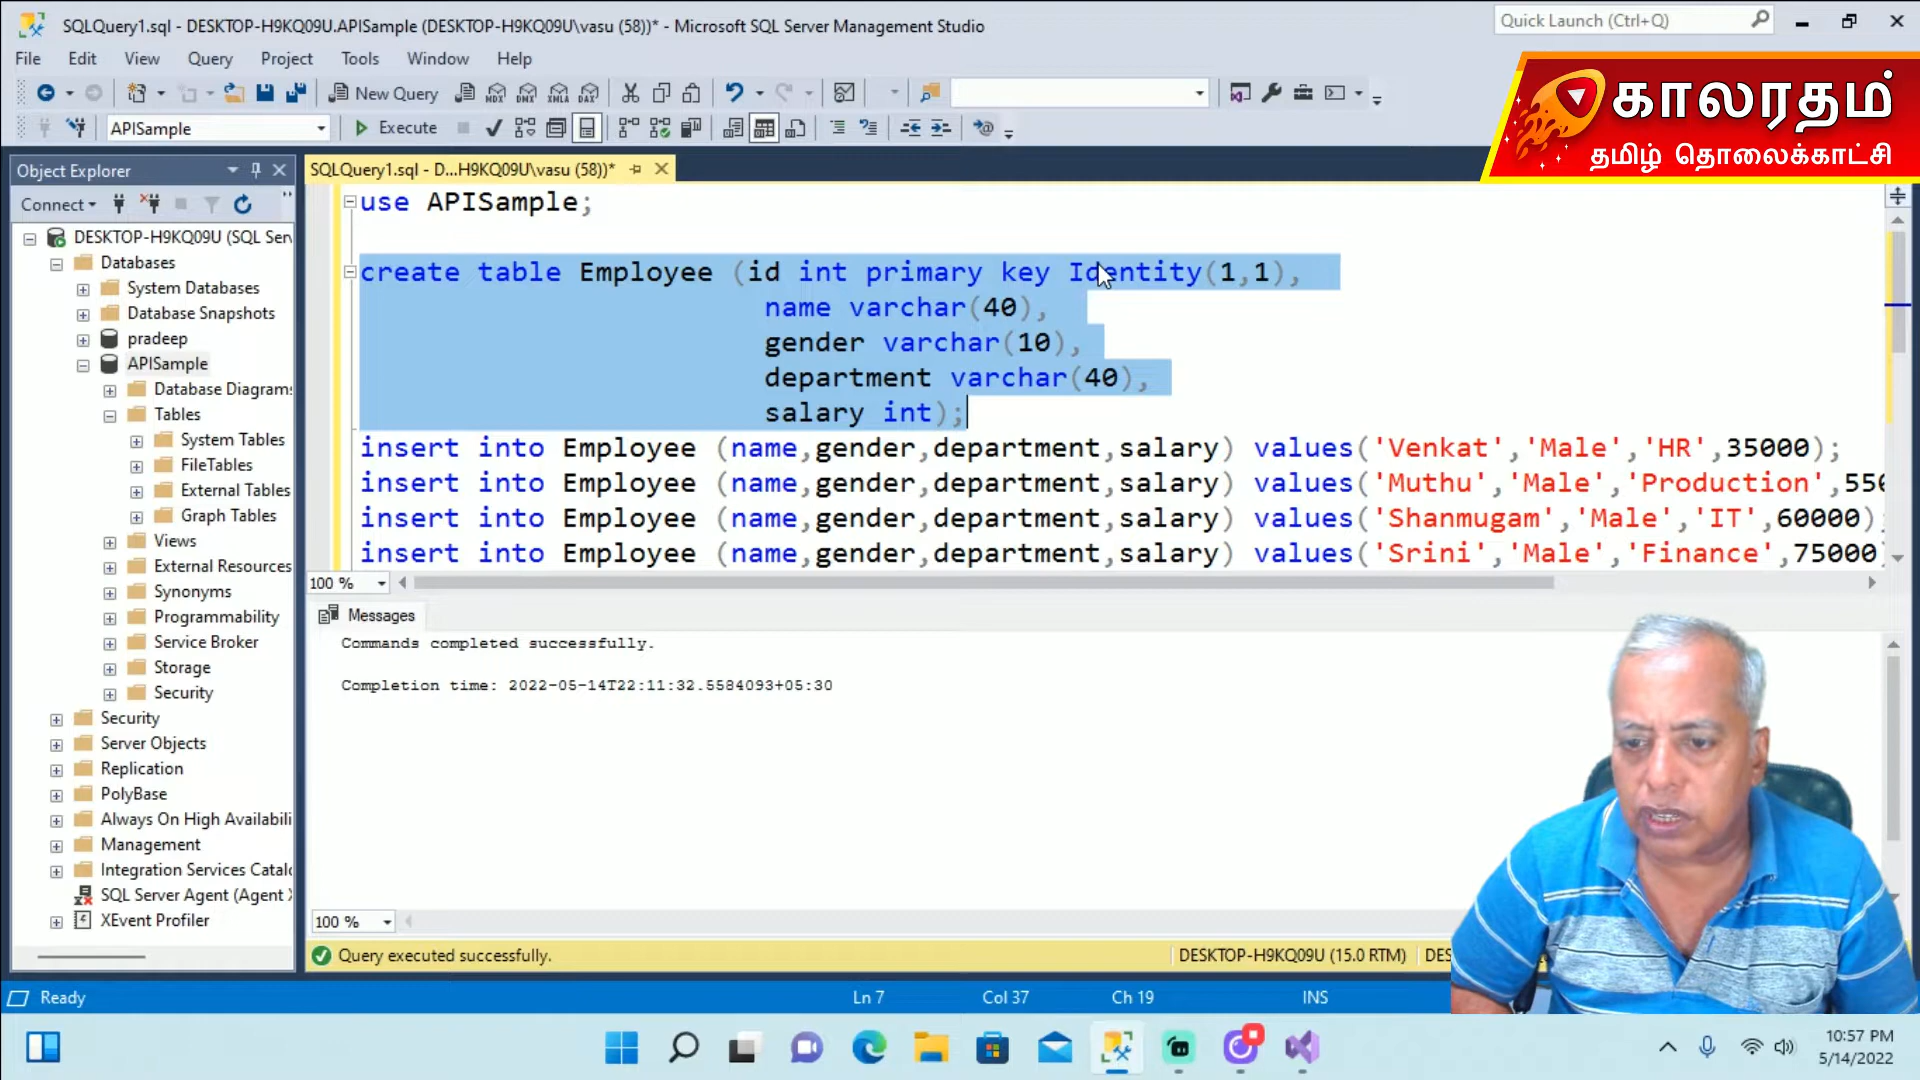 SQLQuery1.sql - DESKTOP-H9KQ09U.APISample (DESKTOP-H9KQ09U\vasu (58))* - Microsoft SQL Server Management Studio
Quick Launch (Ctrl+Q)
File Edit View Query Project Tools Window Help
New Query
MDX DMX XMLA DAX
APISample
Execute
காலரதம்
தமிழ் தொலைக்காட்சி
Object Explorer
Connect
DESKTOP-H9KQ09U (SQL Ser
Databases
System Databases
Database Snapshots
pradeep
APISample
Database Diagrams
Tables
System Tables
FileTables
External Tables
Graph Tables
Views
External Resources
Synonyms
Programmability
Service Broker
Storage
Security
Security
Server Objects
Replication
PolyBase
Always On High Availabili
Management
Integration Services Catal
SQL Server Agent (Agent X
XEvent Profiler
SQLQuery1.sql - D...H9KQ09U\vasu (58))*
use APISample;
create table Employee (id int primary key Identity(1,1),
name varchar(40),
gender varchar(10),
department varchar(40),
salary int);
insert into Employee (name,gender,department,salary) values('Venkat','Male','HR',35000);
insert into Employee (name,gender,department,salary) values('Muthu','Male','Production',550
insert into Employee (name,gender,department,salary) values('Shanmugam','Male','IT',60000);
insert into Employee (name,gender,department,salary) values('Srini','Male','Finance',75000)
100 %
Messages
Commands completed successfully.
Completion time: 2022-05-14T22:11:32.5584093+05:30
100 %
Query executed successfully.
DESKTOP-H9KQ09U (15.0 RTM)
DES
Ready
Ln 7
Col 37
Ch 19
INS
10:57 PM
5/14/2022